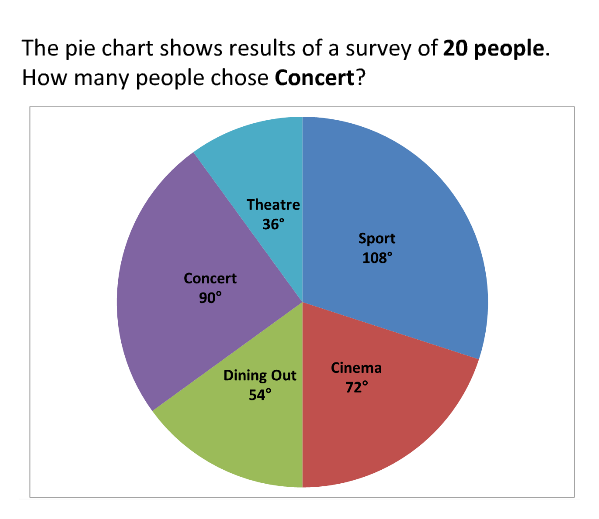 The pie chart shows results of a survey of 20 people.
How many people chose Concert?
Theatre
36°
Sport
108°
Concert
90°
Cinema
72°
Dining Out
54°